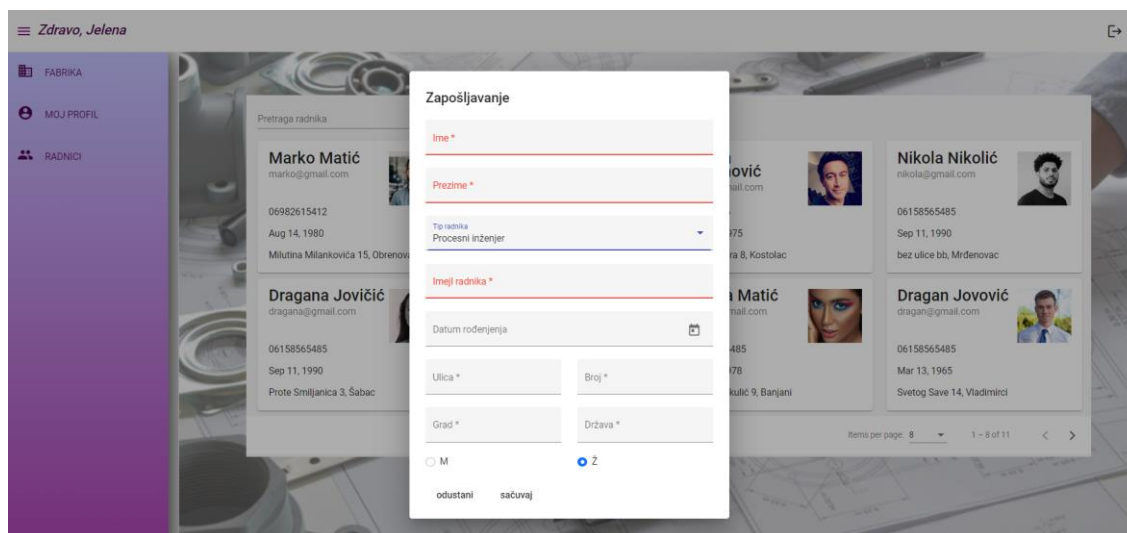 Zdravo, Jelena
FABRIKA
MOJ PROFIL
RADNICI
Pretraga radnika
Marko Matić
marko@gmail.com
06982615412
Aug 14, 1980
Milutina Milankovića 15, Obrenova
ović
ail.com
975
ra 8, Kostolac
Nikola Nikolić
nikola@gmail.com
06158565485
Sep 11, 1990
bez ulice bb, Mrđenovac
Dragana Jovičić
dragana@gmail.com
06158565485
Sep 11, 1990
Prote Smiljanica 3, Šabac
a Matić
mail.com
485
978
kulić 9, Banjani
Dragan Jovović
dragan@gmail.com
06158565485
Mar 13, 1965
Svetog Save 14, Vladimirci
Items per page: 8 1 – 8 of 11
Zapošljavanje
Ime *
Prezime *
Tip radnika
Procesni inženjer
Imejl radnika *
Datum rođenjenja
Ulica * Broj *
Grad * Država *
M Ž
odustani sačuvaj